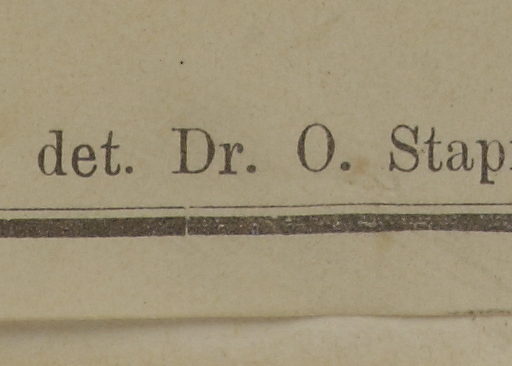 det. Dr. O. Stap